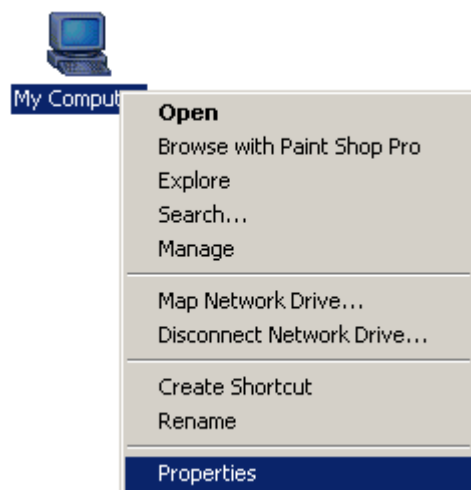 My Comput
Open
Browse with Paint Shop Pro
Explore
Search...
Manage
Map Network Drive...
Disconnect Network Drive...
Create Shortcut
Rename
Properties